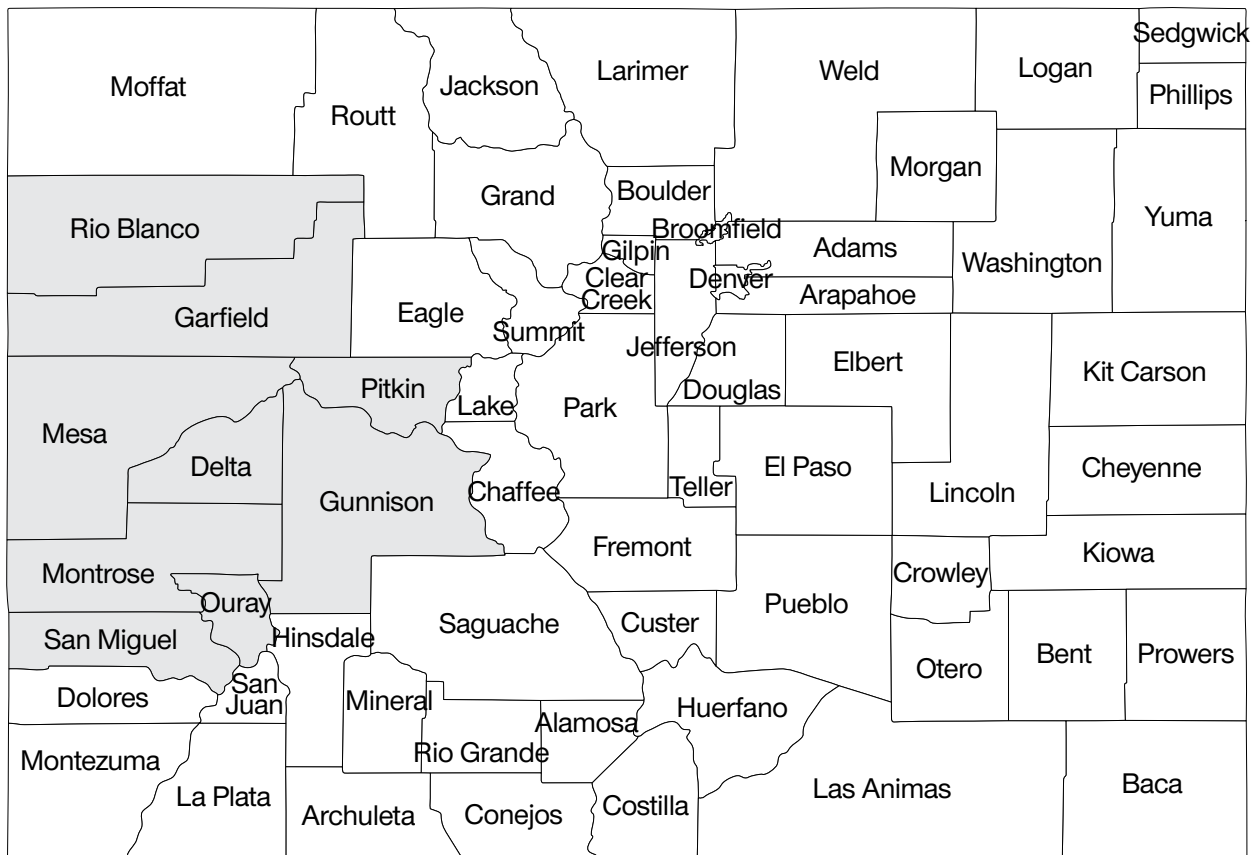 Sedgwick
Moffat
Jackson
Larimer
Weld
Logan
Phillips
Routt
Morgan
Grand
Boulder
Yuma
Rio Blanco
Broomfield
Gilpin
Adams
Washington
Clear
Creek
Denver
Arapahoe
Garfield
Eagle
Summit
Jefferson
Elbert
Kit Carson
Pitkin
Douglas
Lake
Park
Mesa
Delta
El Paso
Cheyenne
Gunnison
Chaffee
Teller
Lincoln
Fremont
Kiowa
Montrose
Crowley
Ouray
Pueblo
San Miguel
Hinsdale
Saguache
Custer
Otero
Bent
Prowers
Dolores
San
Juan
Mineral
Alamosa
Huerfano
Rio Grande
Montezuma
La Plata
Las Animas
Baca
Archuleta
Conejos
Costilla